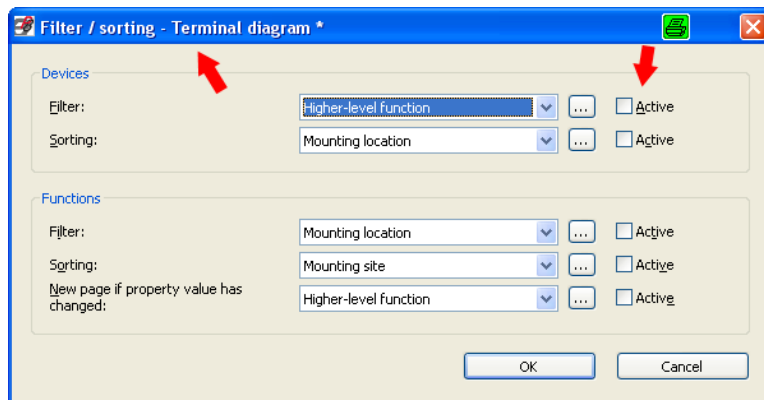 Filter / sorting - Terminal diagram *
Devices
Filter: Higher-level function ... Active
Sorting: Mounting location ... Active
Functions
Filter: Mounting location ... Active
Sorting: Mounting site ... Active
New page if property value has
changed: Higher-level function ... Active
OK Cancel